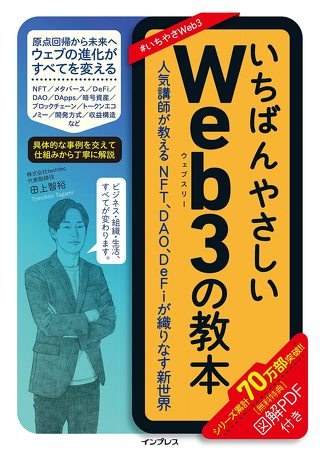 #いちやさWeb3
原点回帰から未来へ
ウェブの進化が
すべてを変える
NFT／メタバース／DeFi／
DAO／DApps／暗号資産／
ブロックチェーン／トークンエコ
ノミー／開発方式／収益構造
など
具体的な事例を交えて
仕組みから丁寧に解説
株式会社techtec
代表取締役
田上智裕
Tomohiro Tagami
ビジネス・組織・生活、
すべてが変わります。
いちばんやさしい
Web3の教本
ウェブスリー
人気講師が教える NFT、DAO、DeFiが織りなす新世界
シリーズ累計70万部突破!!
［無料特典］
図解PDF
付き
インプレス